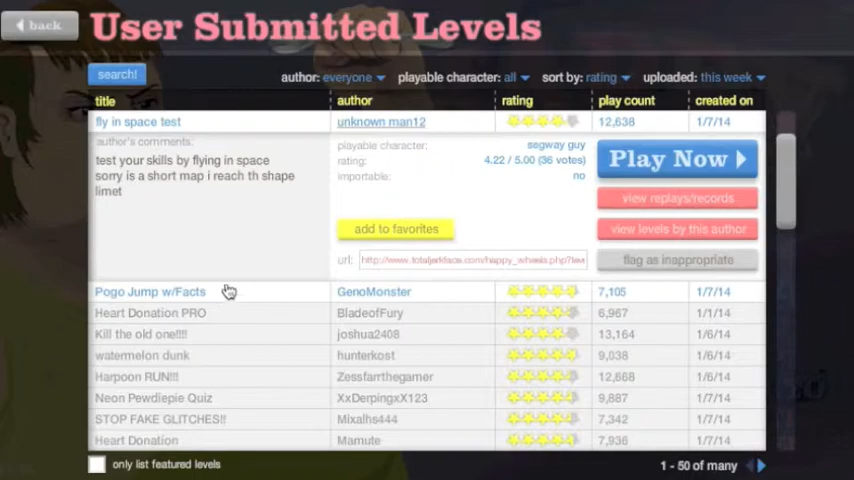 back
User Submitted Levels
search!
author: everyone playable character: all sort by: rating uploaded: this week
title author rating play count created on
fly in space test unknown man12 12,638 1/7/14
author's comments:
test your skills by flying in space
sorry is a short map i reach th shape
limet
playable character: segway guy
rating: 4.22 / 5.00 (36 votes)
importable: no
add to favorites
url: http://www.totaljerkface.com/happy_wheels.php?lev
Play Now
view replays/records
view levels by this author
flag as inappropriate
Pogo Jump w/Facts GenoMonster 7,105 1/7/14
Heart Donation PRO BladeofFury 6,967 1/1/14
Kill the old one!!!! joshua2408 13,164 1/6/14
watermelon dunk hunterkost 9,038 1/6/14
Harpoon RUN!!! Zessfarrthegamer 12,668 1/6/14
Neon Pewdiepie Quiz XxDerpingxX123 9,887 1/7/14
STOP FAKE GLITCHES!! Mixalhs444 7,342 1/7/14
Heart Donation Mamute 7,936 1/7/14
only list featured levels 1 - 50 of many